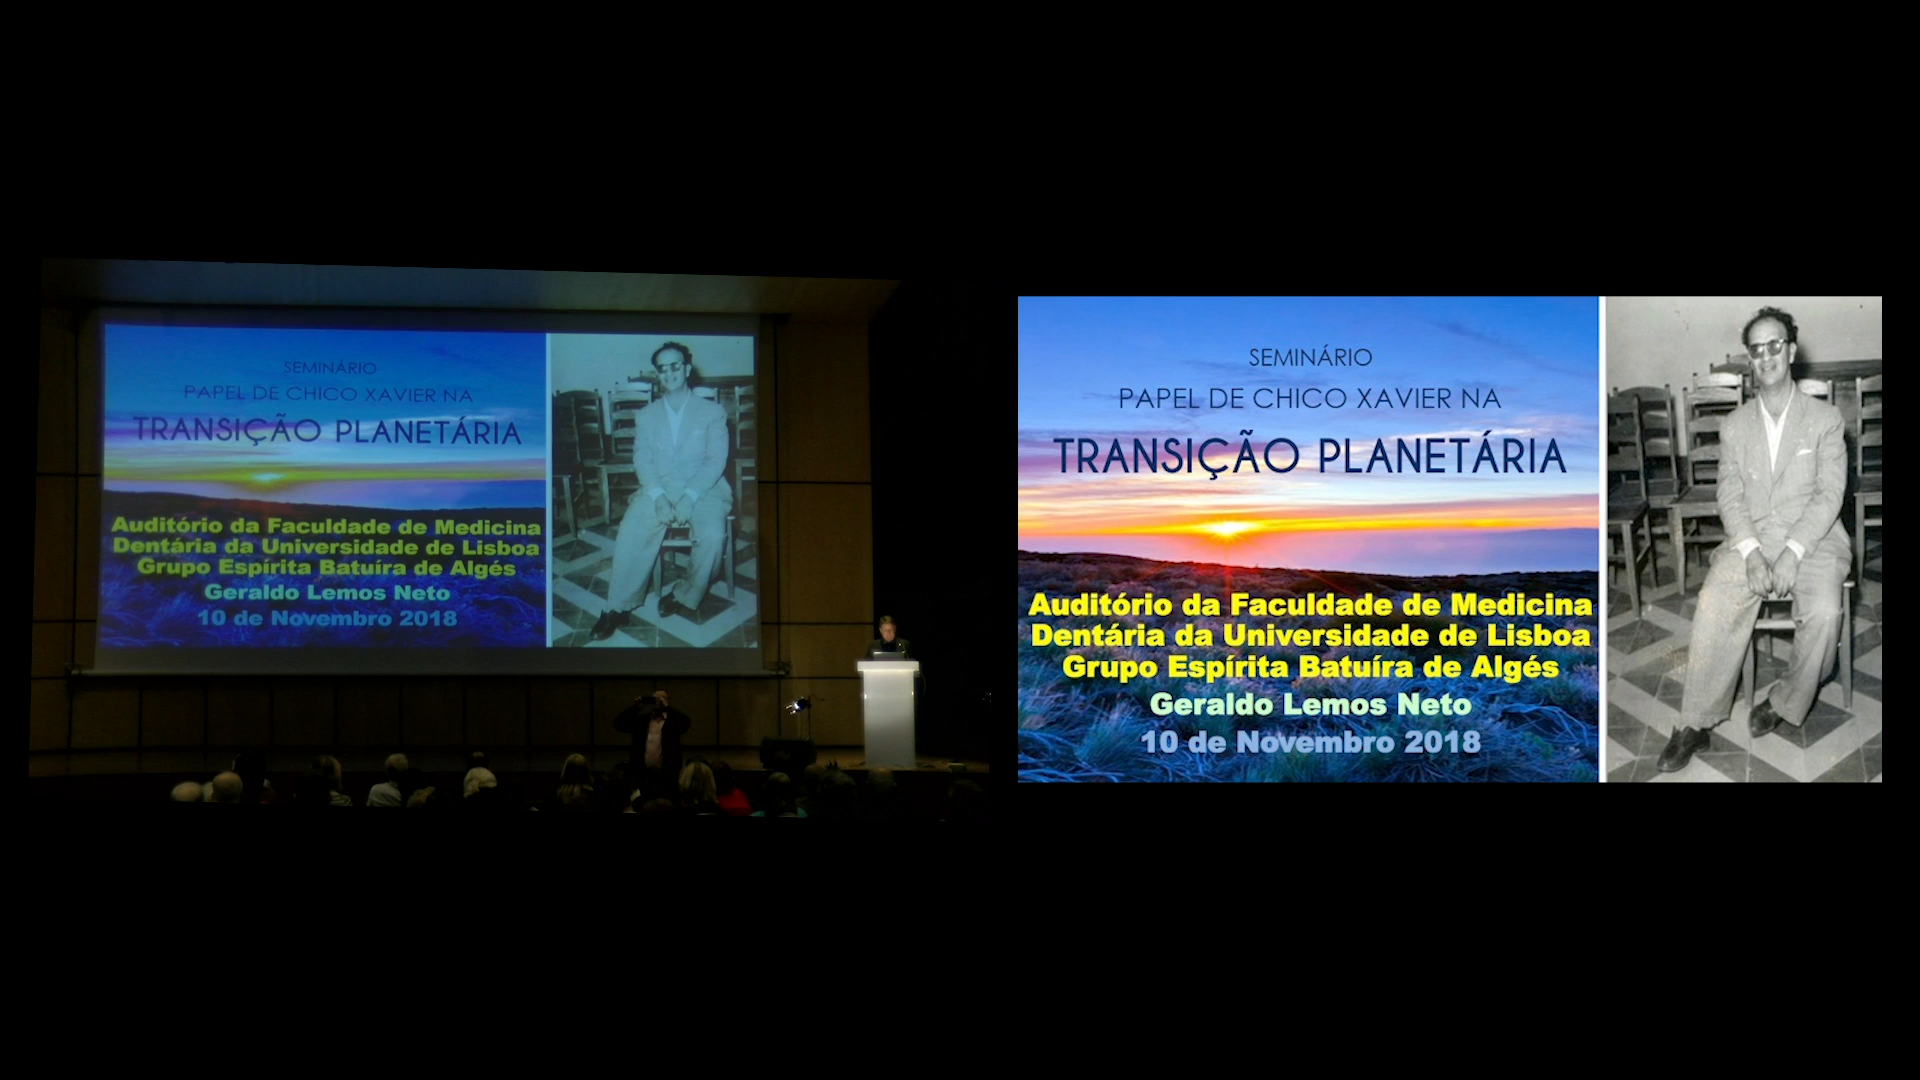 SEMINÁRIO
PAPEL DE CHICO XAVIER NA
TRANSIÇÃO PLANETÁRIA
Auditório da Faculdade de Medicina
Dentária da Universidade de Lisboa
Grupo Espírita Batuíra de Algés
Geraldo Lemos Neto
10 de Novembro 2018
SEMINÁRIO
PAPEL DE CHICO XAVIER NA
TRANSIÇÃO PLANETÁRIA
Auditório da Faculdade de Medicina
Dentária da Universidade de Lisboa
Grupo Espírita Batuíra de Algés
Geraldo Lemos Neto
10 de Novembro 2018